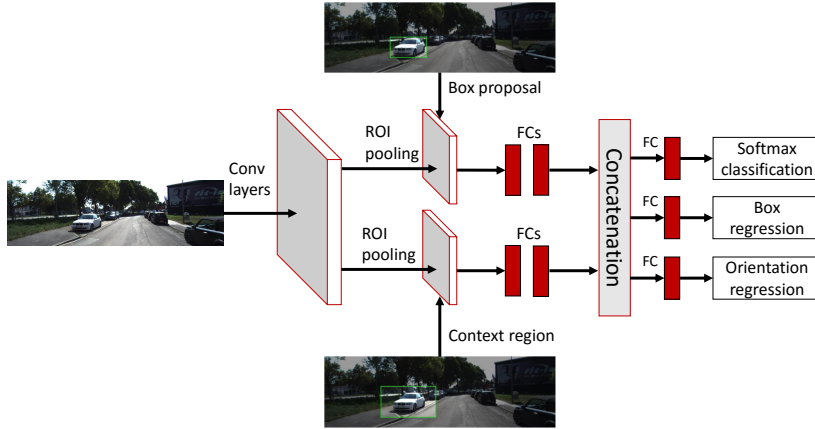 Box proposal
ROI
pooling
FCs
Conv
layers
ROI
pooling
FCs
Context region
Concatenation
FC
Softmax
classification
FC
Box
regression
FC
Orientation
regression